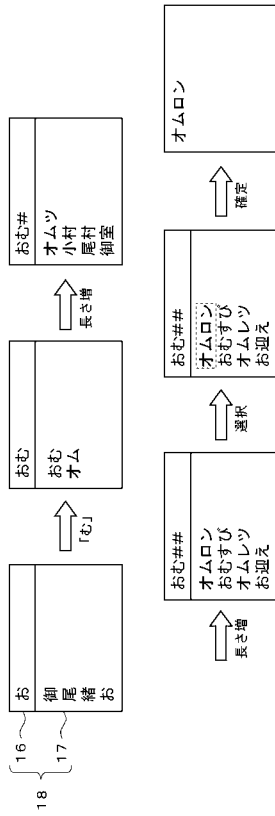 18
16
17
お
御
尾
緒
お
「む」
おむ
おむ
オム
長さ増
おむ#
オムツ
小村
尾村
御室
長さ増
おむ##
オムロン
おむすび
オムレツ
お迎え
選択
おむ##
オムロン
おむすび
オムレツ
お迎え
確定
オムロン